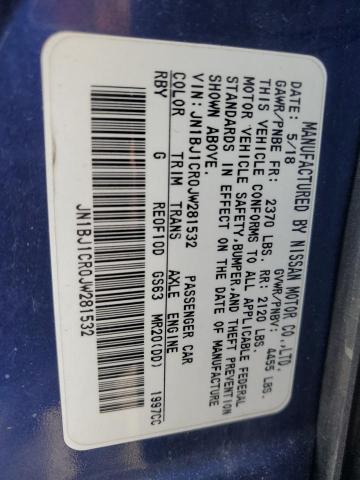 MANUFACTURED BY NISSAN MOTOR CO.,LTD.
DATE: 5/18 GVWR/PNBV: 4455 LBS.
GAWR/PNBE FR: 2370 LBS. RR: 2120 LBS.
THIS VEHICLE CONFORMS TO ALL APPLICABLE FEDERAL
MOTOR VEHICLE SAFETY,BUMPER,AND THEFT PREVENTION
STANDARDS IN EFFECT ON THE DATE OF MANUFACTURE
SHOWN ABOVE.
VIN: JN1BJ1CR0JW281532 PASSENGER CAR
COLOR TRIM TRANS AXLE ENGINE
RBY G RE0F10D GS63 MR20(DD) 1997CC
JN1BJ1CR0JW281532